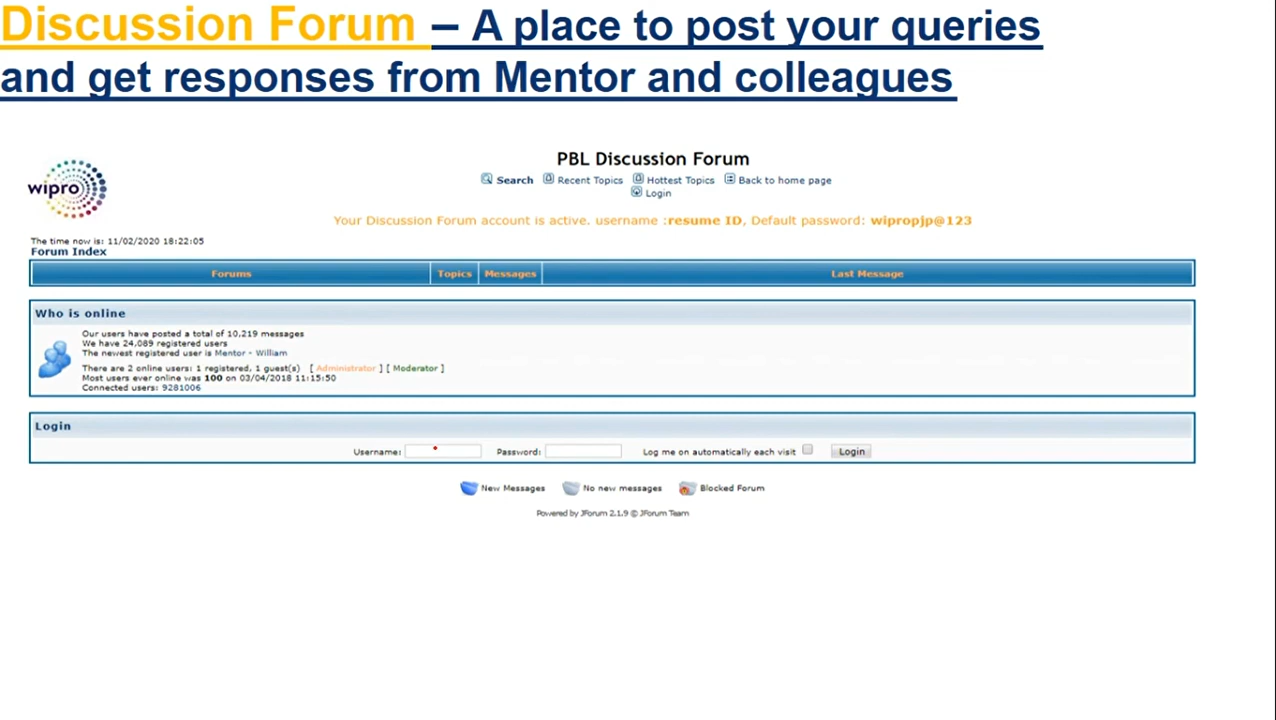 Discussion Forum – A place to post your queries
and get responses from Mentor and colleagues
wipro
PBL Discussion Forum
Search Recent Topics Hottest Topics Back to home page
Login
Your Discussion Forum account is active. username :resume ID, Default password: wipropjp@123
The time now is: 11/02/2020 18:22:05
Forum Index
Forums Topics Messages Last Message
Who is online
Our users have posted a total of 10,219 messages
We have 24,089 registered users
The newest registered user is Mentor - William
There are 2 online users: 1 registered, 1 guest(s) [ Administrator ] [ Moderator ]
Most users ever online was 100 on 03/04/2018 11:15:50
Connected users: 9281006
Login
Username: Password: Log me on automatically each visit Login
New Messages No new messages Blocked Forum
Powered by JForum 2.1.9 © JForum Team